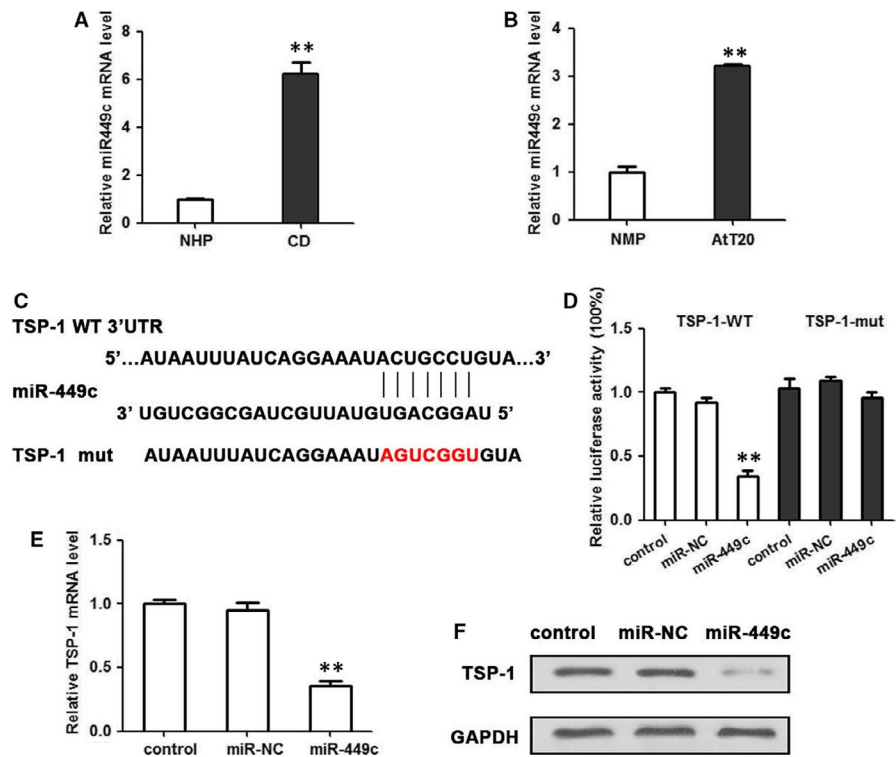 A
Relative miR449c mRNA level
8
6
4
2
0
**
NHP
CD
B
Relative miR449c mRNA level
4
3
2
1
0
**
NMP
AtT20
C
TSP-1 WT 3'UTR
5'...AUAAUUUAUCAGGAAAUACUGCCUGUA...3'
miR-449c
3' UGUCGGCGAUCGUUAUGUGACGGAU 5'
TSP-1 mut AUAAUUUAUCAGGAAAUAGUCGGUGUA
D
TSP-1-WT
TSP-1-mut
Relative luciferase activity (100%)
1.5
1.0
0.5
0.0
**
control
miR-NC
miR-449c
control
miR-NC
miR-449c
E
Relative TSP-1 mRNA level
1.5
1.0
0.5
0.0
**
control
miR-NC
miR-449c
F
control miR-NC miR-449c
TSP-1
GAPDH